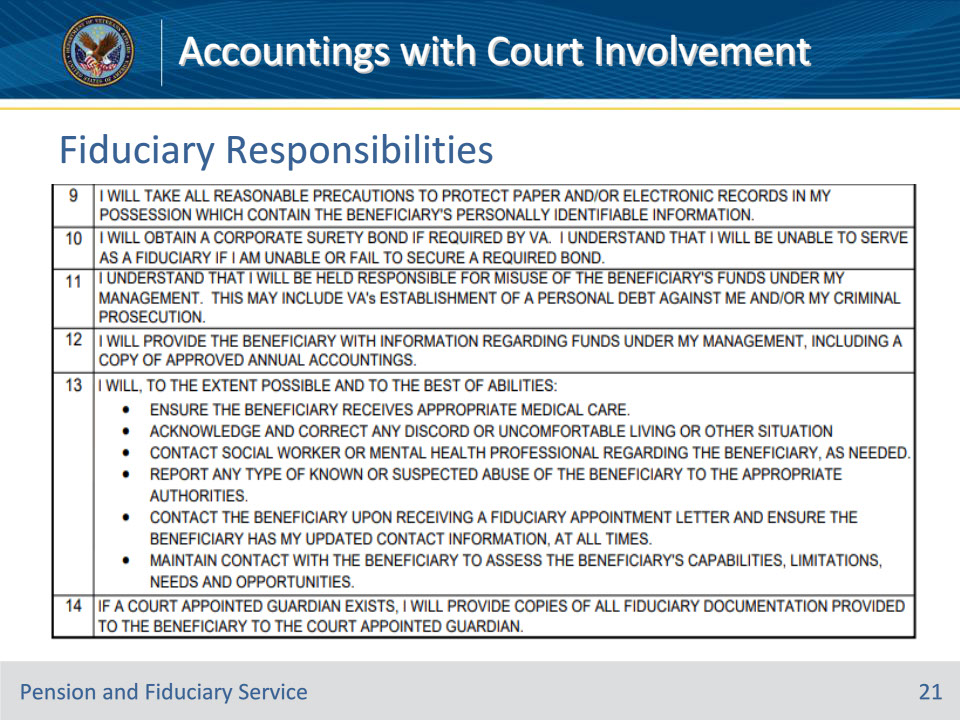 Accountings with Court Involvement
Fiduciary Responsibilities
9 I WILL TAKE ALL REASONABLE PRECAUTIONS TO PROTECT PAPER AND/OR ELECTRONIC RECORDS IN MY
POSSESSION WHICH CONTAIN THE BENEFICIARY'S PERSONALLY IDENTIFIABLE INFORMATION.
10 I WILL OBTAIN A CORPORATE SURETY BOND IF REQUIRED BY VA. I UNDERSTAND THAT I WILL BE UNABLE TO SERVE
AS A FIDUCIARY IF I AM UNABLE OR FAIL TO SECURE A REQUIRED BOND.
11 I UNDERSTAND THAT I WILL BE HELD RESPONSIBLE FOR MISUSE OF THE BENEFICIARY'S FUNDS UNDER MY
MANAGEMENT. THIS MAY INCLUDE VA's ESTABLISHMENT OF A PERSONAL DEBT AGAINST ME AND/OR MY CRIMINAL
PROSECUTION.
12 I WILL PROVIDE THE BENEFICIARY WITH INFORMATION REGARDING FUNDS UNDER MY MANAGEMENT, INCLUDING A
COPY OF APPROVED ANNUAL ACCOUNTINGS.
13 I WILL, TO THE EXTENT POSSIBLE AND TO THE BEST OF ABILITIES:
• ENSURE THE BENEFICIARY RECEIVES APPROPRIATE MEDICAL CARE.
• ACKNOWLEDGE AND CORRECT ANY DISCORD OR UNCOMFORTABLE LIVING OR OTHER SITUATION
• CONTACT SOCIAL WORKER OR MENTAL HEALTH PROFESSIONAL REGARDING THE BENEFICIARY, AS NEEDED.
• REPORT ANY TYPE OF KNOWN OR SUSPECTED ABUSE OF THE BENEFICIARY TO THE APPROPRIATE
AUTHORITIES.
• CONTACT THE BENEFICIARY UPON RECEIVING A FIDUCIARY APPOINTMENT LETTER AND ENSURE THE
BENEFICIARY HAS MY UPDATED CONTACT INFORMATION, AT ALL TIMES.
• MAINTAIN CONTACT WITH THE BENEFICIARY TO ASSESS THE BENEFICIARY'S CAPABILITIES, LIMITATIONS,
NEEDS AND OPPORTUNITIES.
14 IF A COURT APPOINTED GUARDIAN EXISTS, I WILL PROVIDE COPIES OF ALL FIDUCIARY DOCUMENTATION PROVIDED
TO THE BENEFICIARY TO THE COURT APPOINTED GUARDIAN.
Pension and Fiduciary Service 21